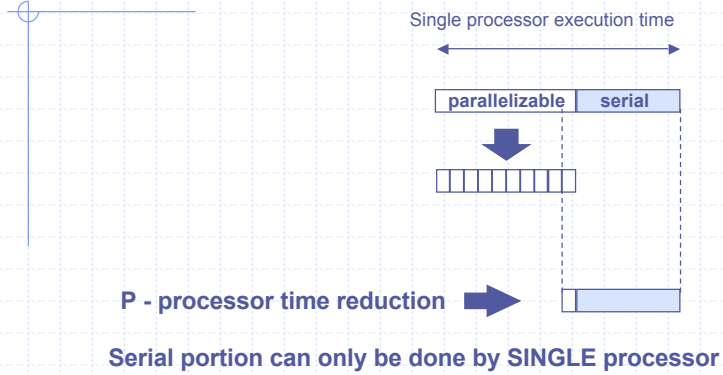 Single processor execution time
parallelizable serial
P - processor time reduction
Serial portion can only be done by SINGLE processor